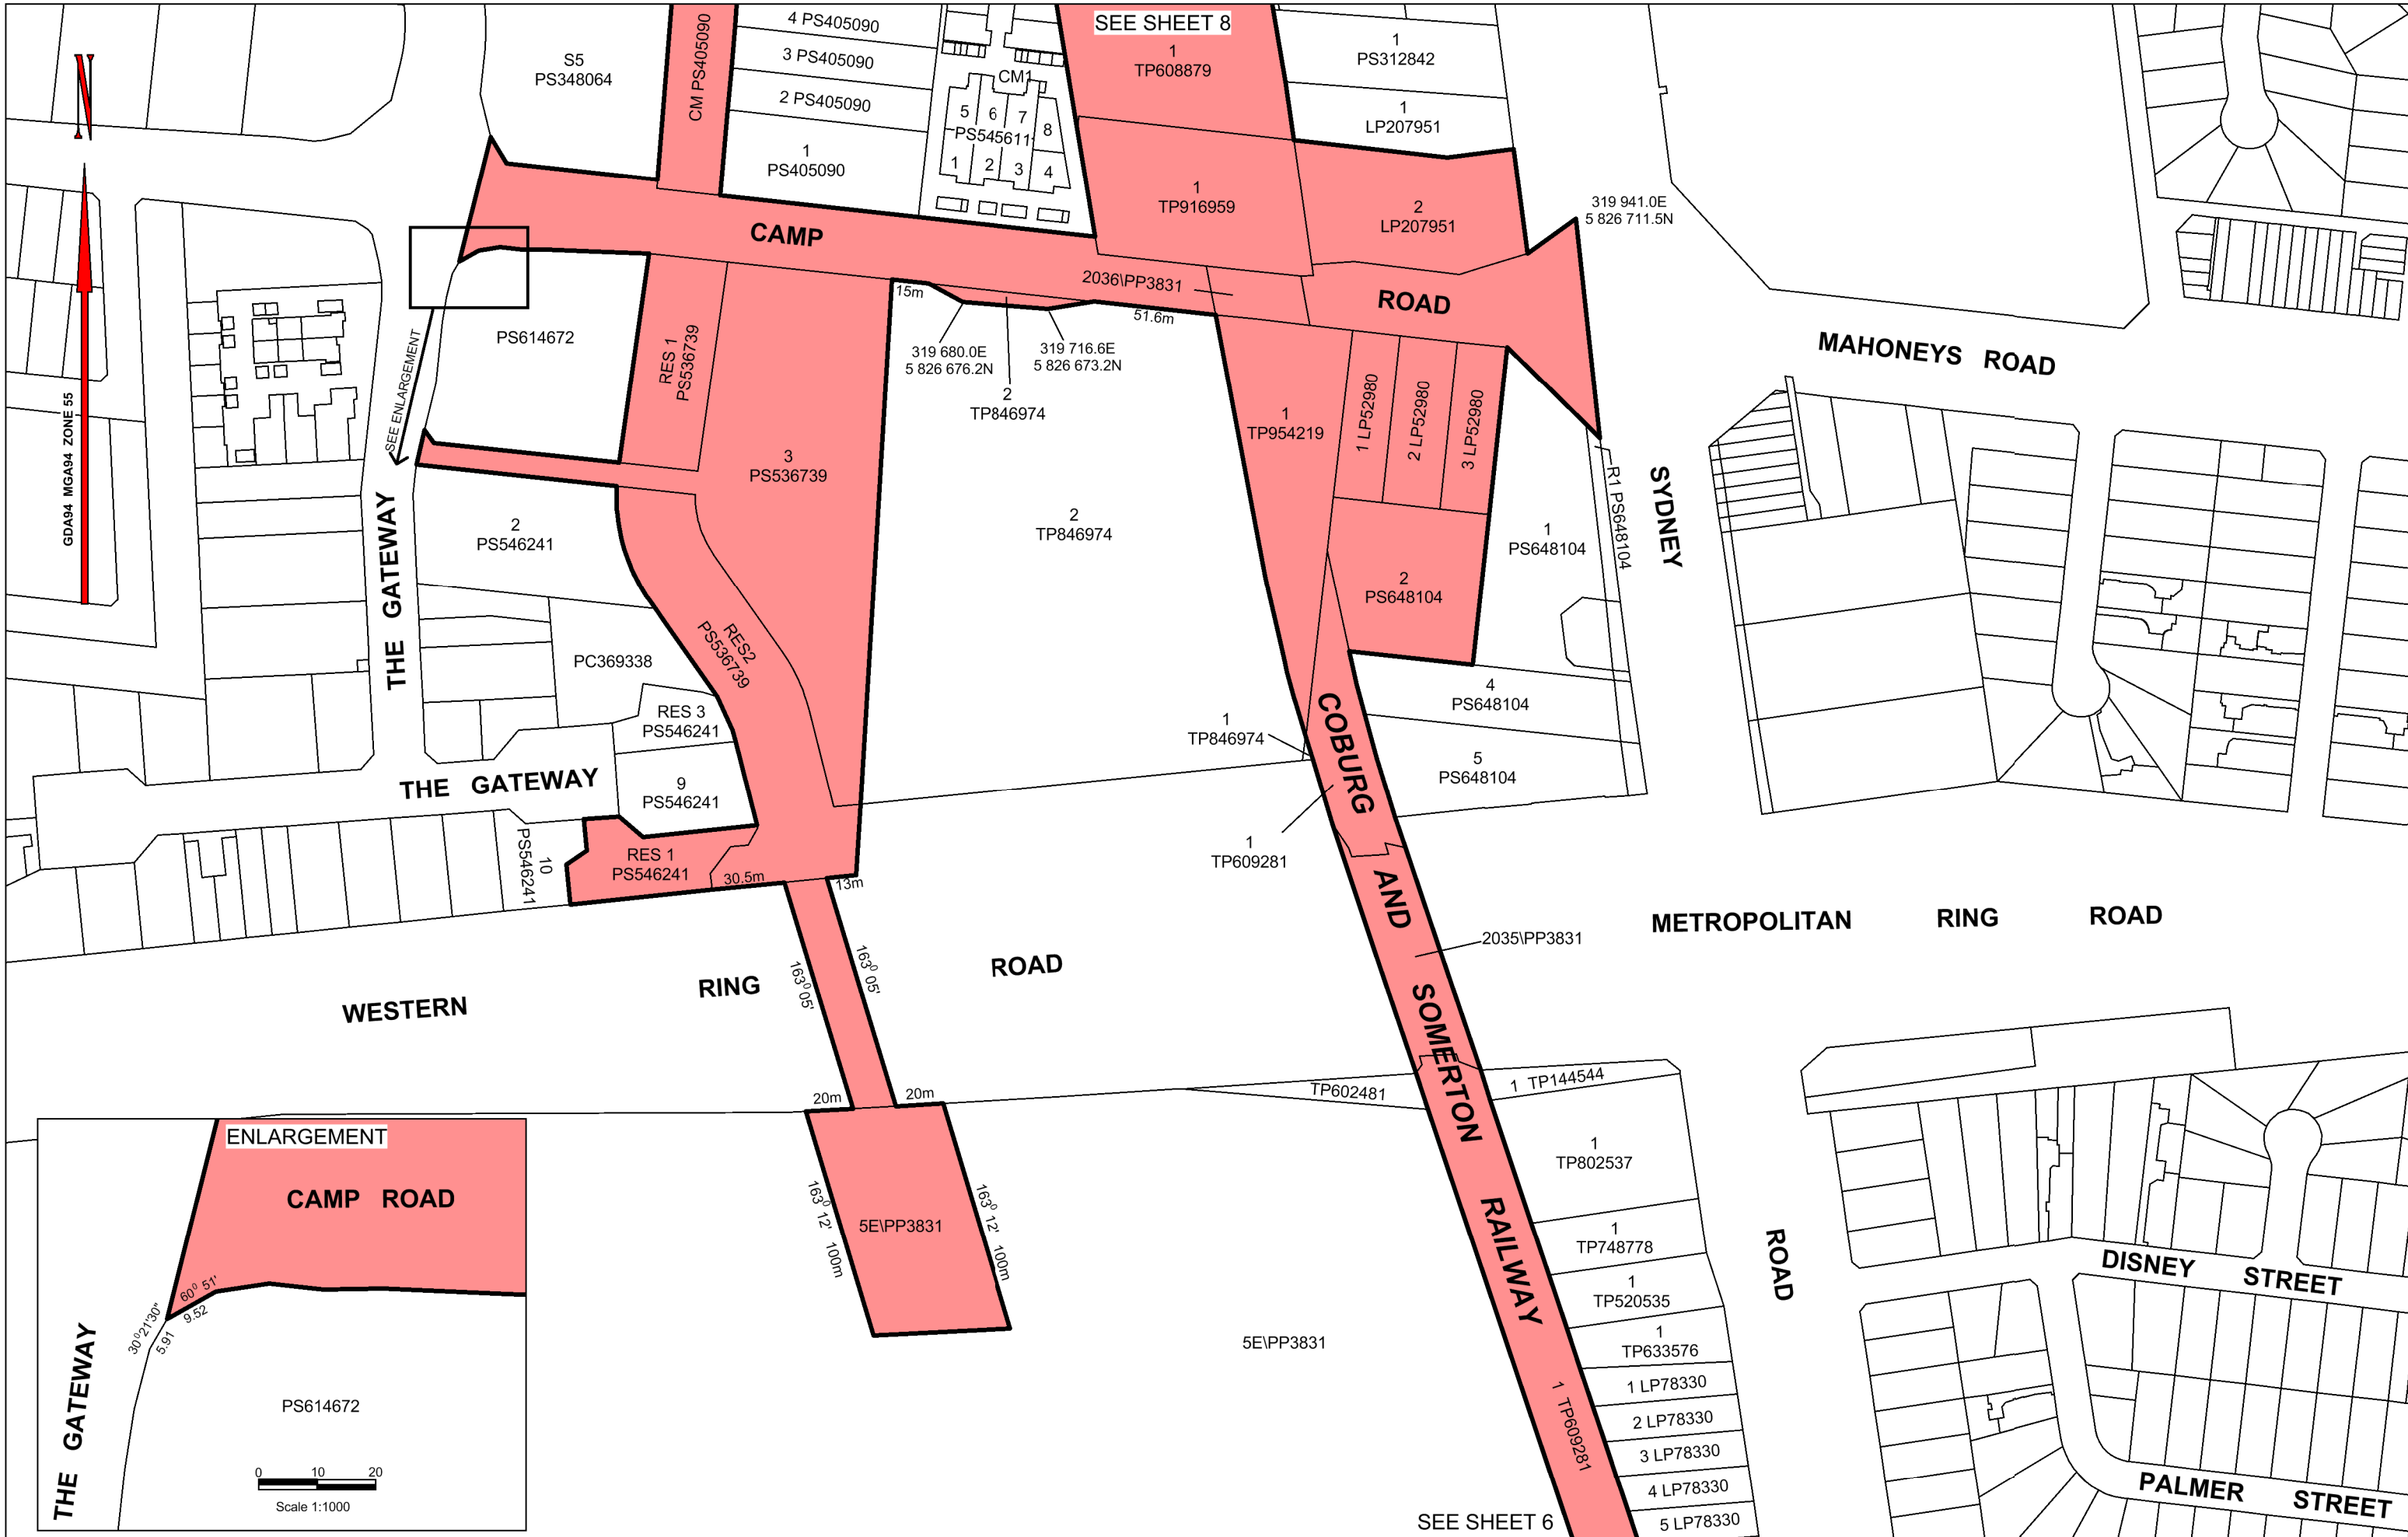 SEE SHEET 8
4 PS405090
3 PS405090
2 PS405090
1
PS405090
CM PS405090
S5
PS348064
CM1
5
6
7
8
PS545611
1
2
3
4
1
TP608879
1
PS312842
1
LP207951
1
TP916959
2
LP207951
319 941.0E
5 826 711.5N
N
GDA94 MGA94 ZONE 55
CAMP
ROAD
2036\PP3831
15m
51.6m
319 680.0E
5 826 676.2N
319 716.6E
5 826 673.2N
2
TP846974
PS614672
SEE ENLARGEMENT
RES 1
PS536739
3
PS536739
2
TP846974
1
TP954219
1 LP52980
2 LP52980
3 LP52980
MAHONEYS ROAD
SYDNEY
R1 PS648104
1
PS648104
2
PS648104
4
PS648104
5
PS648104
THE GATEWAY
2
PS546241
PC369338
RES2
PS536739
RES 3
PS546241
9
PS546241
THE GATEWAY
10
PS546241
RES 1
PS546241
30.5m
13m
1
TP846974
1
TP609281
COBURG AND SOMERTON RAILWAY
2035\PP3831
METROPOLITAN RING ROAD
WESTERN RING ROAD
163⁰ 05'
163⁰ 05'
20m
20m
TP602481
1 TP144544
163⁰ 12' 100m
163⁰ 12' 100m
5E\PP3831
5E\PP3831
1
TP802537
1
TP748778
1
TP520535
1
TP633576
1 LP78330
2 LP78330
3 LP78330
4 LP78330
5 LP78330
1 TP609281
SEE SHEET 6
ROAD
DISNEY STREET
PALMER STREET
ENLARGEMENT
CAMP ROAD
60⁰ 51'
9.52
30⁰21'30"
5.91
THE GATEWAY
PS614672
0 10 20
Scale 1:1000